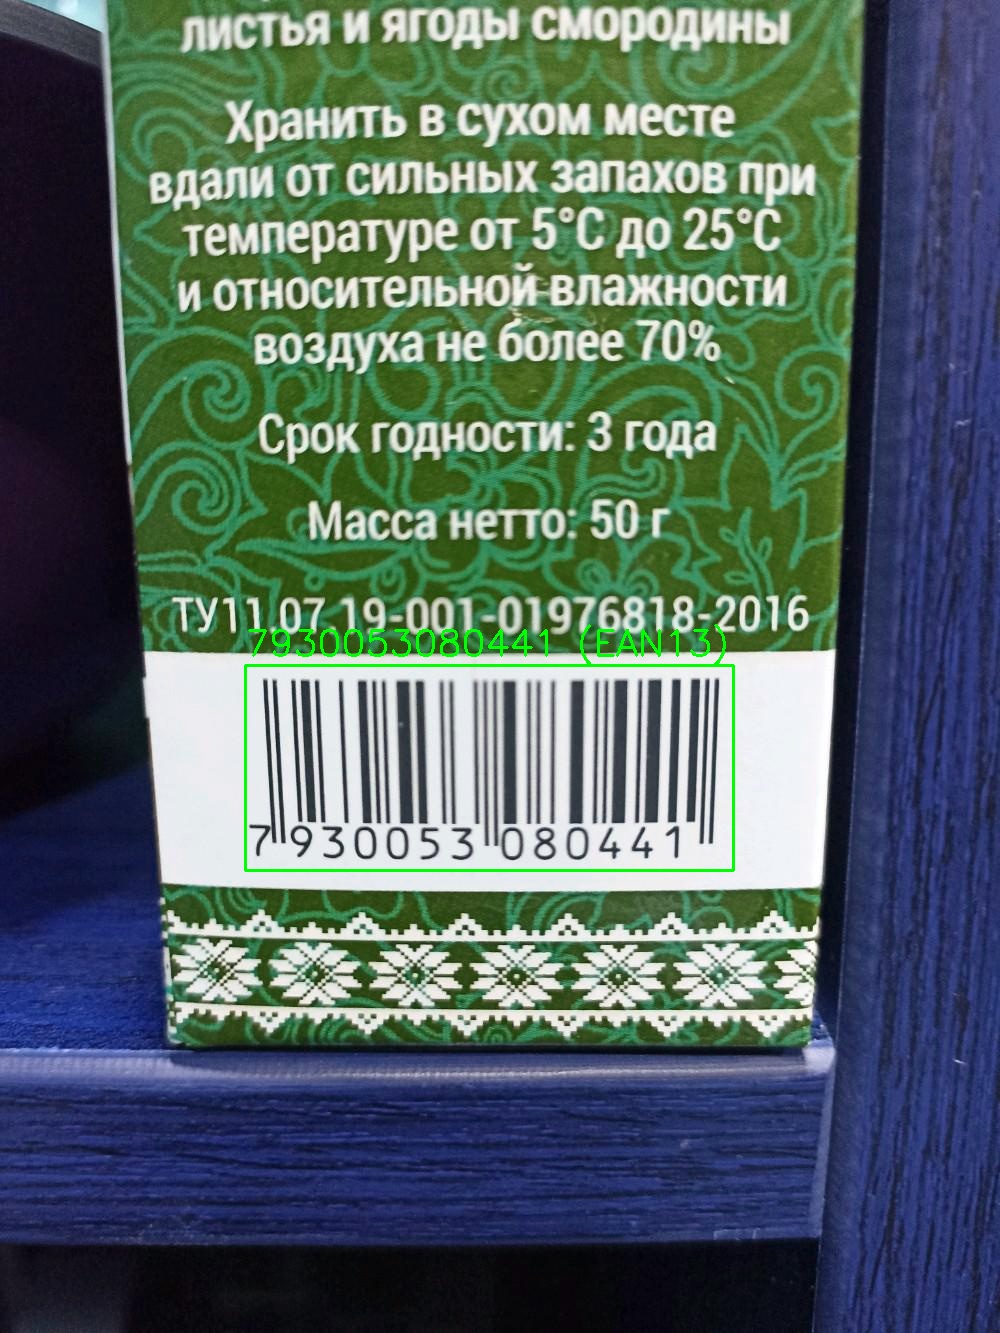 листья и ягоды смородины
Хранить в сухом месте
вдали от сильных запахов при
температуре от 5°С до 25°С
и относительной влажности
воздуха не более 70%
Срок годности: 3 года
Масса нетто: 50 г
ТУ11.07.19-001-01976818-2016
7930053080441 (EAN13)
7 930053 080441